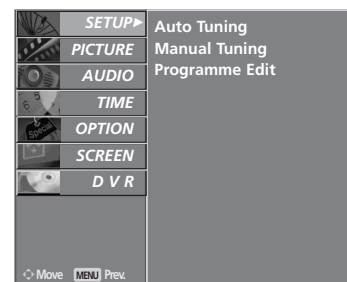 SETUP
PICTURE
AUDIO
TIME
OPTION
SCREEN
D V R
Auto Tuning
Manual Tuning
Programme Edit
Move MENU Prev.